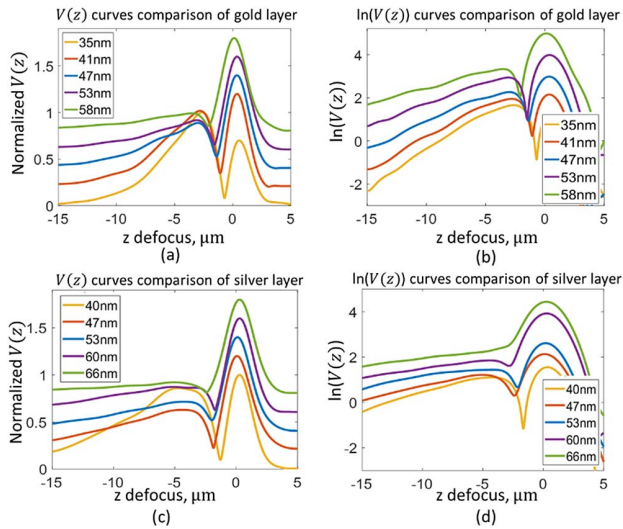 V(z) curves comparison of gold layer
35nm
41nm
47nm
53nm
58nm
Normalized V(z)
1.5
1
0.5
0
-15
-10
-5
0
5
z defocus, μm
(a)
ln(V(z)) curves comparison of gold layer
ln(V(z))
4
2
0
-2
35nm
41nm
47nm
53nm
58nm
-15
-10
-5
0
5
z defocus, μm
(b)
V(z) curves comparison of silver layer
40nm
47nm
53nm
60nm
66nm
Normalized V(z)
1.5
1
0.5
0
-15
-10
-5
0
5
z defocus, μm
(c)
ln(V(z)) curves comparison of silver layer
ln(V(z))
4
2
0
-2
40nm
47nm
53nm
60nm
66nm
-15
-10
-5
0
5
z defocus, μm
(d)